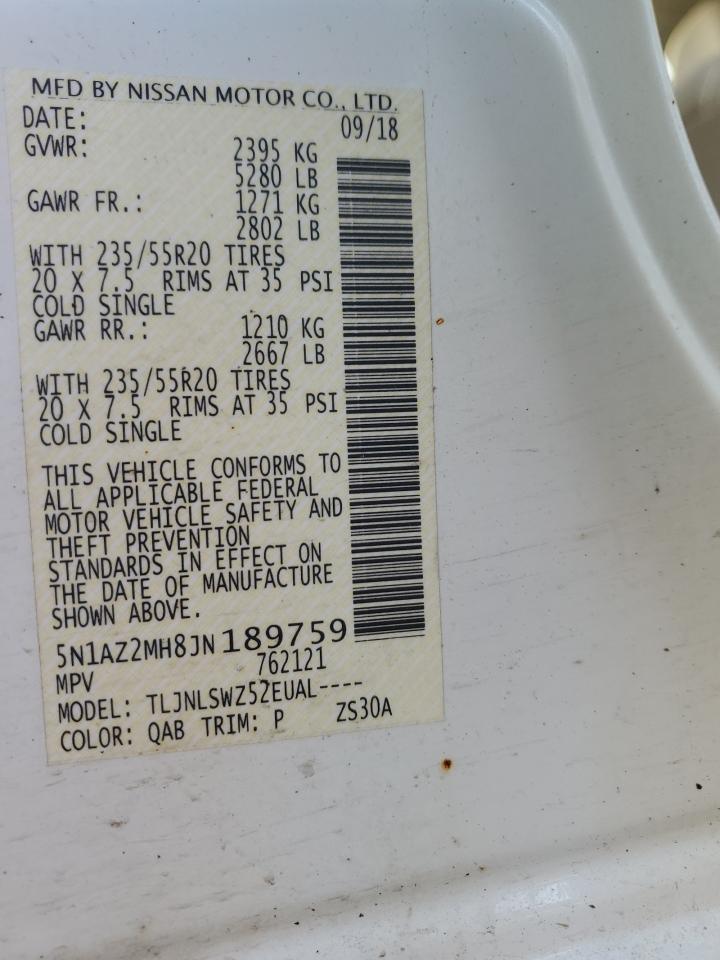 MFD BY NISSAN MOTOR CO., LTD.
DATE: 09/18
GVWR: 2395 KG
5280 LB
GAWR FR.: 1271 KG
2802 LB
WITH 235/55R20 TIRES
20 X 7.5 RIMS AT 35 PSI
COLD SINGLE
GAWR RR.: 1210 KG
2667 LB
WITH 235/55R20 TIRES
20 X 7.5 RIMS AT 35 PSI
COLD SINGLE
THIS VEHICLE CONFORMS TO
ALL APPLICABLE FEDERAL
MOTOR VEHICLE SAFETY AND
THEFT PREVENTION
STANDARDS IN EFFECT ON
THE DATE OF MANUFACTURE
SHOWN ABOVE.
5N1AZ2MH8JN189759
MPV 762121
MODEL: TLJNLSWZ52EUAL----
COLOR: QAB TRIM: P ZS30A